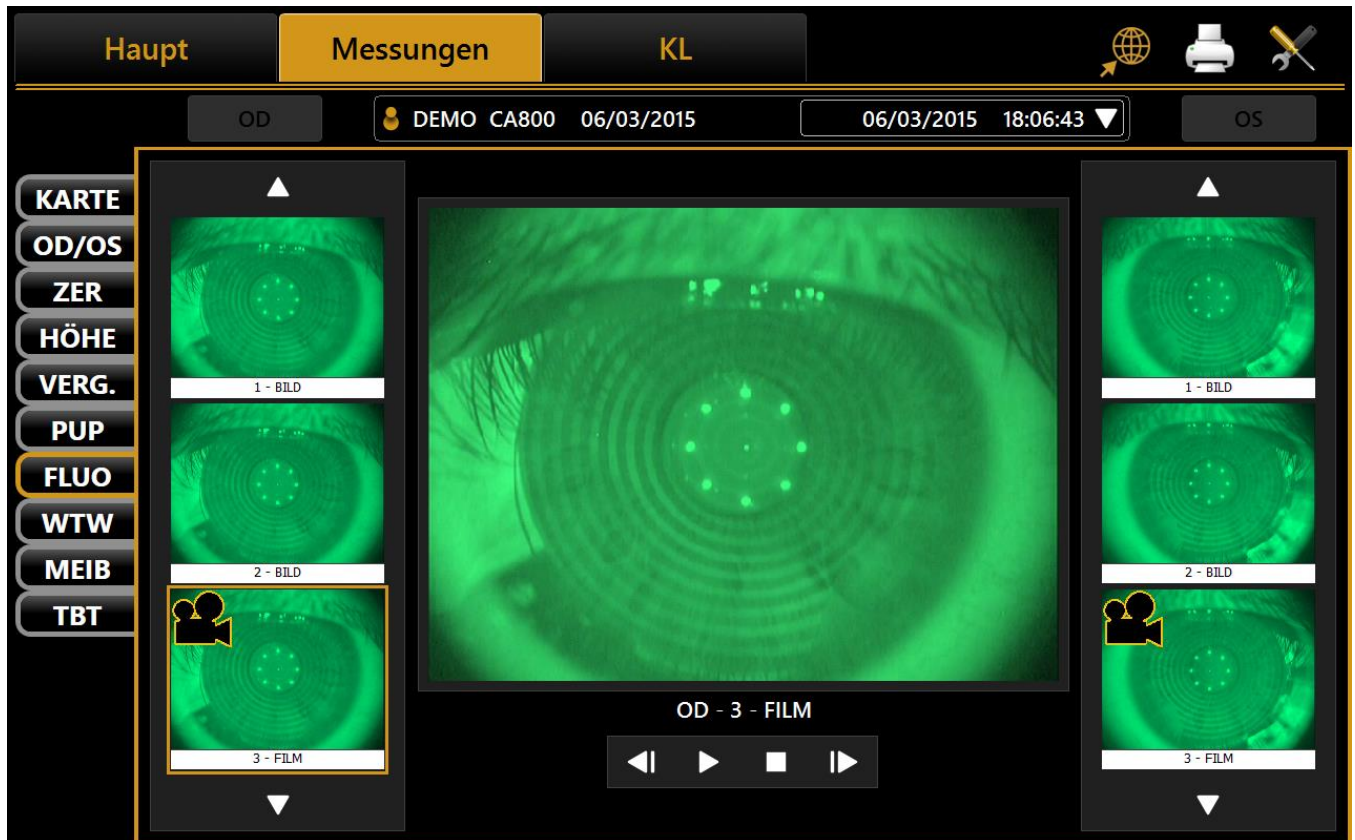 Haupt Messungen KL
OD DEMO CA800 06/03/2015 06/03/2015 18:06:43 OS
KARTE
OD/OS
ZER
HÖHE
VERG.
PUP
FLUO
WTW
MEIB
TBT
1 - BILD
2 - BILD
3 - FILM
OD - 3 - FILM
1 - BILD
2 - BILD
3 - FILM